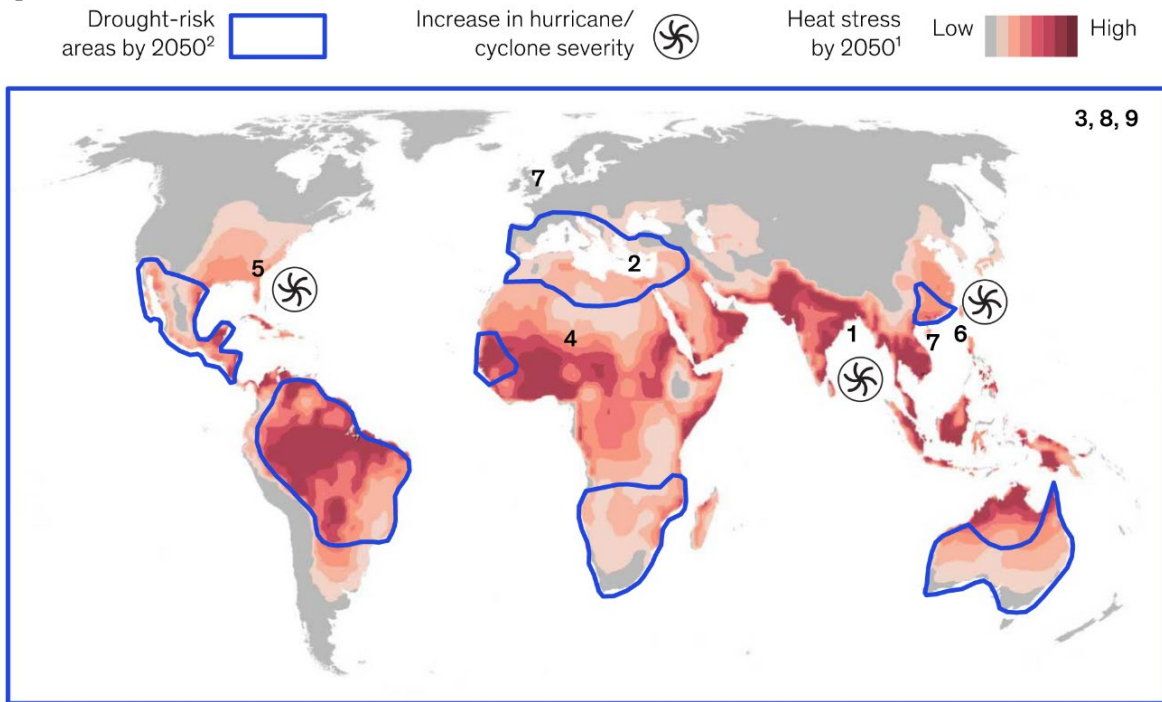 Drought-risk
areas by 2050²
Increase in hurricane/
cyclone severity
Heat stress
by 2050¹
Low
High
3, 8, 9
7
5
2
4
1
7
6